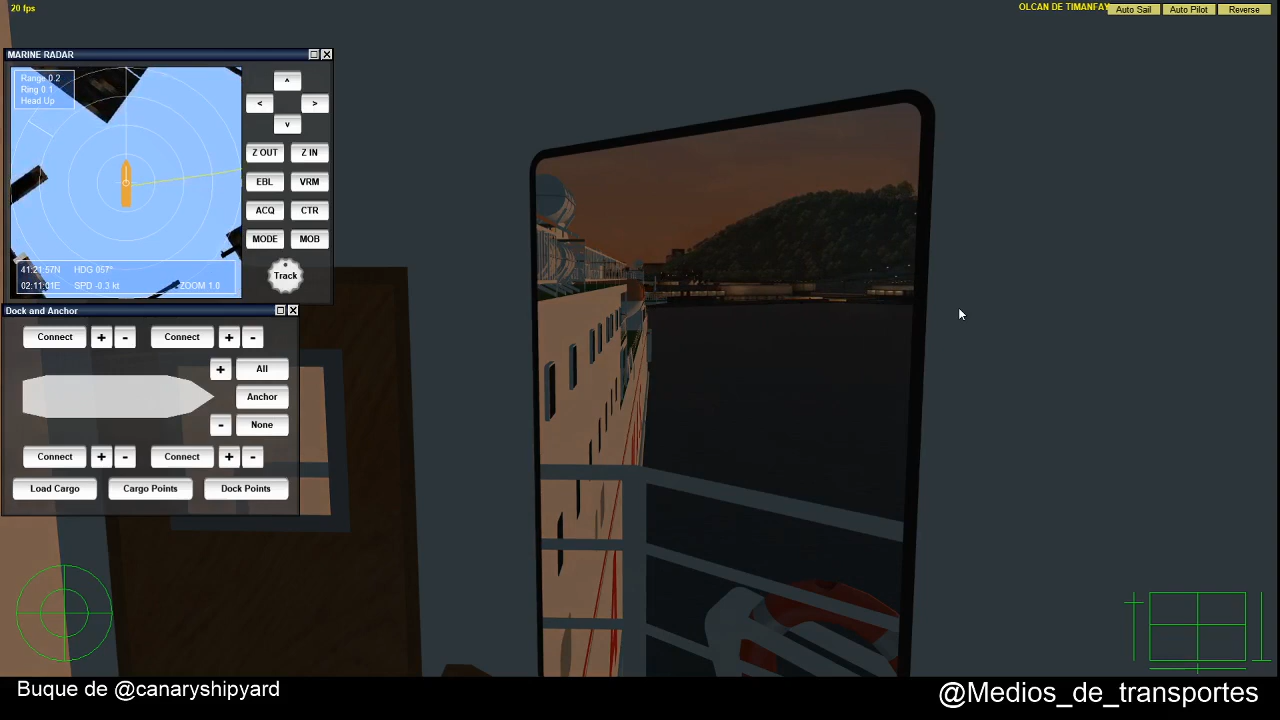 20 fps
OLCAN DE TIMANFAY
Auto Sail
Auto Pilot
Reverse
MARINE RADAR
Range 0.2
Ring 0.1
Head Up
^
<
>
v
Z OUT
Z IN
EBL
VRM
ACQ
CTR
MODE
MOB
Track
41:21.57N HDG 057°
02:11:01E SPD -0.3 kt ZOOM 1.0
Dock and Anchor
Connect + - Connect + -
+ All
Anchor
- None
Connect + - Connect + -
Load Cargo
Cargo Points
Dock Points
Buque de @canaryshipyard
@Medios_de_transportes